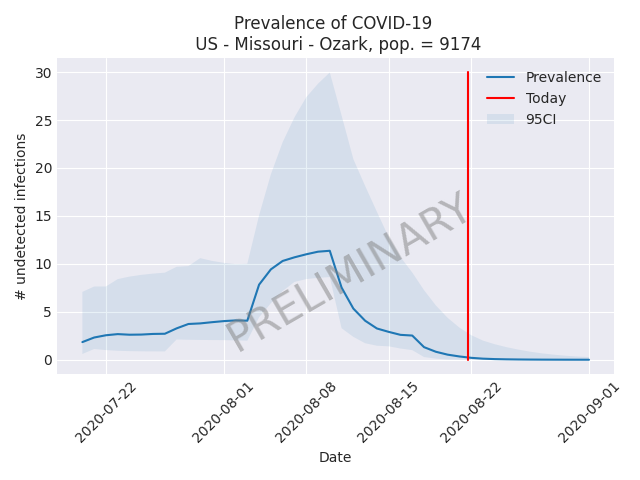 Prevalence of COVID-19
US - Missouri - Ozark, pop. = 9174
30
25
20
15
10
5
0
# undetected infections
Prevalence
Today
95CI
PRELIMINARY
2020-07-22
2020-08-01
2020-08-08
2020-08-15
2020-08-22
2020-09-01
Date